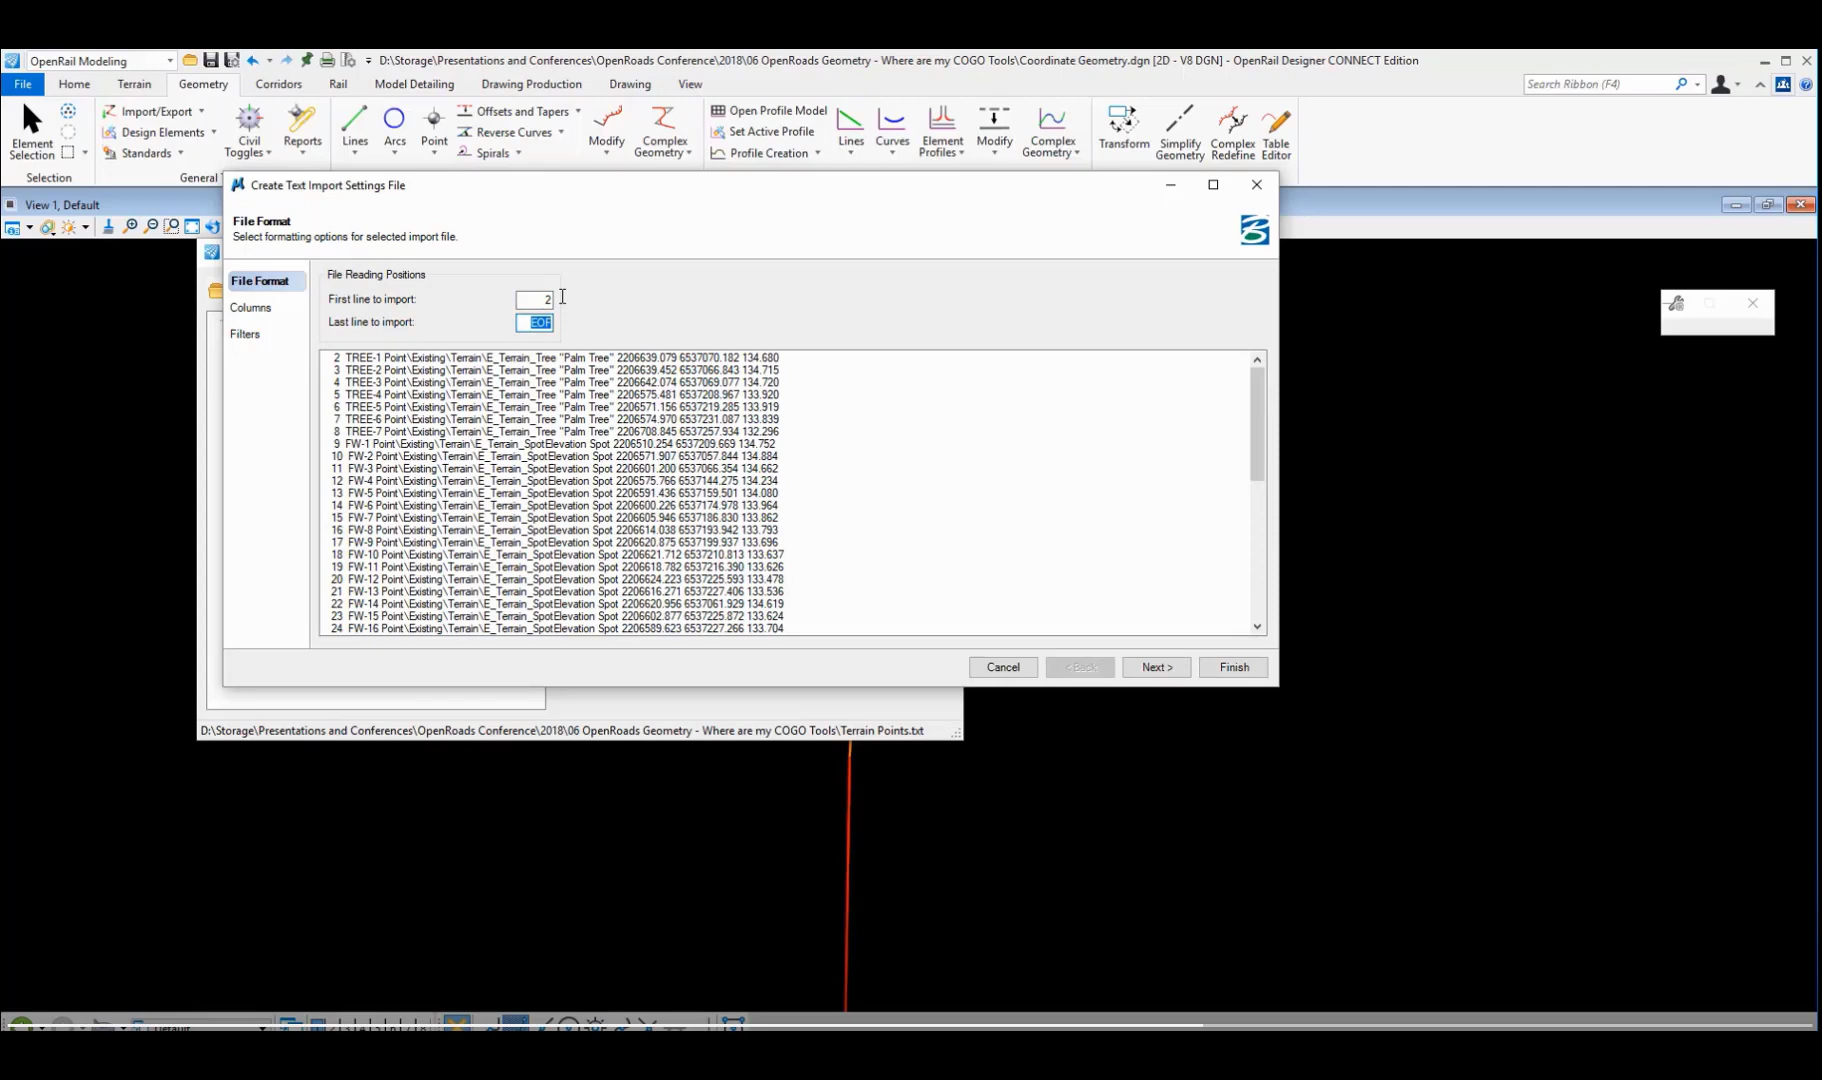 OpenRail Modeling
D:\Storage\Presentations and Conferences\OpenRoads Conference\2018\06 OpenRoads Geometry - Where are my COGO Tools\Coordinate Geometry.dgn [2D - V8 DGN] - OpenRail Designer CONNECT Edition
File Home Terrain Geometry Corridors Rail Model Detailing Drawing Production Drawing View Search Ribbon (F4)
Import/Export Offsets and Tapers Open Profile Model
Design Elements Reverse Curves Set Active Profile
Standards Spirals Profile Creation
Element Selection Civil Toggles Reports Lines Arcs Point Modify Complex Geometry Lines Curves Element Profiles Modify Complex Geometry Transform Simplify Geometry Complex Redefine Table Editor
Selection General T
View 1, Default
Create Text Import Settings File
File Format
Select formatting options for selected import file.
File Format
Columns
Filters
File Reading Positions
First line to import: 2
Last line to import: EOF
2 TREE-1 Point\Existing\Terrain\E_Terrain_Tree "Palm Tree" 2206639.079 6537070.182 134.680
3 TREE-2 Point\Existing\Terrain\E_Terrain_Tree "Palm Tree" 2206639.452 6537066.843 134.715
4 TREE-3 Point\Existing\Terrain\E_Terrain_Tree "Palm Tree" 2206642.074 6537069.077 134.720
5 TREE-4 Point\Existing\Terrain\E_Terrain_Tree "Palm Tree" 2206575.481 6537208.967 133.920
6 TREE-5 Point\Existing\Terrain\E_Terrain_Tree "Palm Tree" 2206571.156 6537219.285 133.919
7 TREE-6 Point\Existing\Terrain\E_Terrain_Tree "Palm Tree" 2206574.970 6537231.087 133.839
8 TREE-7 Point\Existing\Terrain\E_Terrain_Tree "Palm Tree" 2206708.845 6537257.934 132.296
9 FW-1 Point\Existing\Terrain\E_Terrain_SpotElevation Spot 2206510.254 6537209.669 134.752
10 FW-2 Point\Existing\Terrain\E_Terrain_SpotElevation Spot 2206571.907 6537057.844 134.884
11 FW-3 Point\Existing\Terrain\E_Terrain_SpotElevation Spot 2206601.200 6537066.354 134.662
12 FW-4 Point\Existing\Terrain\E_Terrain_SpotElevation Spot 2206575.766 6537144.275 134.234
13 FW-5 Point\Existing\Terrain\E_Terrain_SpotElevation Spot 2206591.436 6537159.501 134.080
14 FW-6 Point\Existing\Terrain\E_Terrain_SpotElevation Spot 2206600.226 6537174.978 133.964
15 FW-7 Point\Existing\Terrain\E_Terrain_SpotElevation Spot 2206605.946 6537186.830 133.862
16 FW-8 Point\Existing\Terrain\E_Terrain_SpotElevation Spot 2206614.038 6537193.942 133.793
17 FW-9 Point\Existing\Terrain\E_Terrain_SpotElevation Spot 2206620.875 6537199.937 133.696
18 FW-10 Point\Existing\Terrain\E_Terrain_SpotElevation Spot 2206621.712 6537210.813 133.637
19 FW-11 Point\Existing\Terrain\E_Terrain_SpotElevation Spot 2206618.782 6537216.390 133.626
20 FW-12 Point\Existing\Terrain\E_Terrain_SpotElevation Spot 2206624.223 6537225.593 133.478
21 FW-13 Point\Existing\Terrain\E_Terrain_SpotElevation Spot 2206616.271 6537227.406 133.536
22 FW-14 Point\Existing\Terrain\E_Terrain_SpotElevation Spot 2206620.956 6537061.929 134.619
23 FW-15 Point\Existing\Terrain\E_Terrain_SpotElevation Spot 2206602.877 6537225.872 133.624
24 FW-16 Point\Existing\Terrain\E_Terrain_SpotElevation Spot 2206589.623 6537227.266 133.704
Cancel < Back Next > Finish
D:\Storage\Presentations and Conferences\OpenRoads Conference\2018\06 OpenRoads Geometry - Where are my COGO Tools\Terrain Points.txt
Default